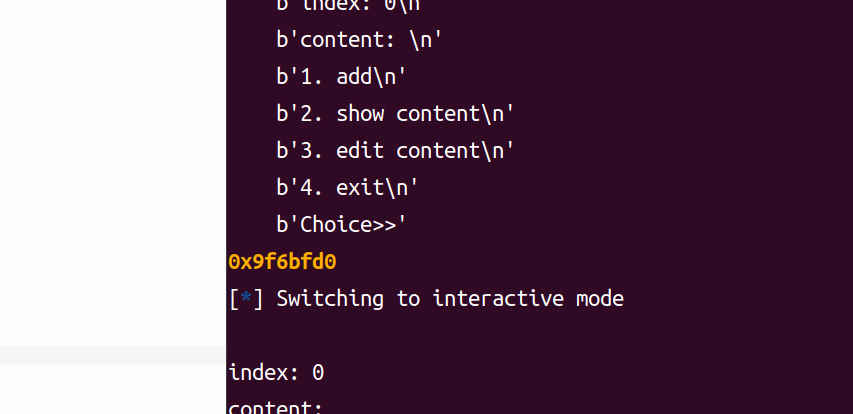 b'index: 0\n
b'content: \n'
b'1. add\n'
b'2. show content\n'
b'3. edit content\n'
b'4. exit\n'
b'Choice>>'
0x9f6bfd0
[*] Switching to interactive mode
index: 0
content: